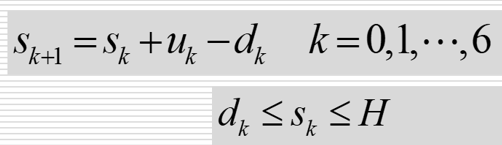 s_{k+1} = s_k + u_k − d_k   k = 0,1,⋯,6
d_k ≤ s_k ≤ H